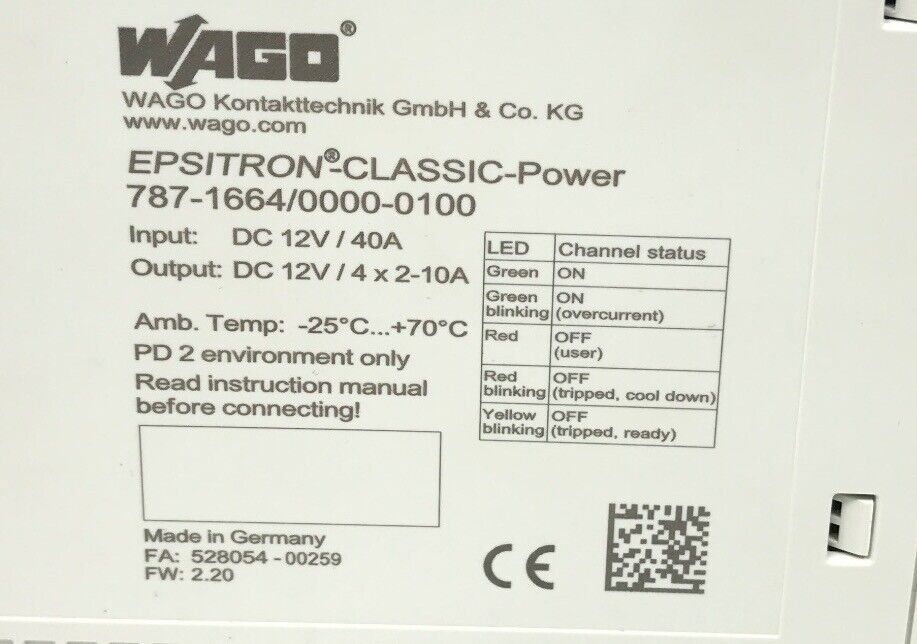 WAGO®
WAGO Kontakttechnik GmbH & Co. KG
www.wago.com
EPSITRON®-CLASSIC-Power
787-1664/0000-0100
Input: DC 12V / 40A
Output: DC 12V / 4 x 2-10A
Amb. Temp: -25°C...+70°C
PD 2 environment only
Read instruction manual
before connecting!
LED Channel status
Green ON
Green ON
blinking (overcurrent)
Red OFF
(user)
Red OFF
blinking (tripped, cool down)
Yellow OFF
blinking (tripped, ready)
Made in Germany
FA: 528054 - 00259
FW: 2.20
CE